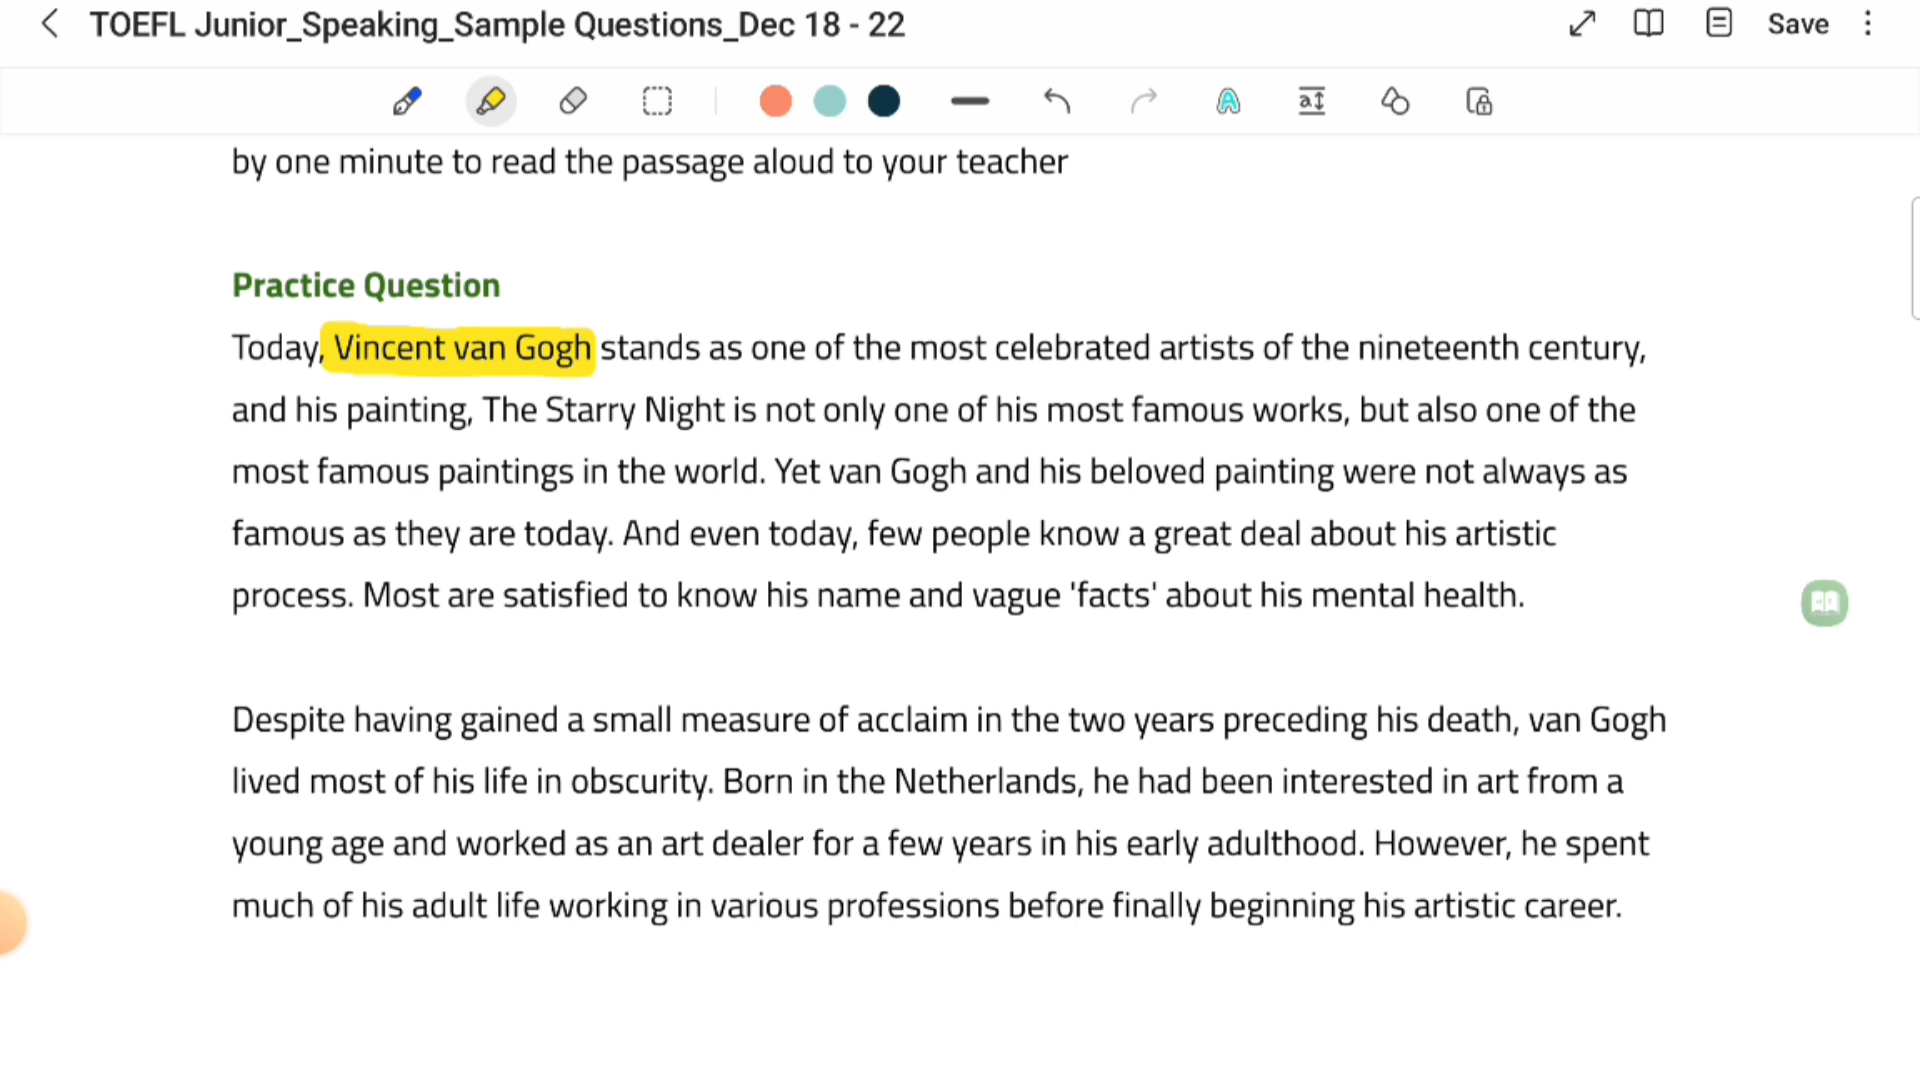 TOEFL Junior_Speaking_Sample Questions_Dec 18 - 22
Save
by one minute to read the passage aloud to your teacher
Practice Question
Today, Vincent van Gogh stands as one of the most celebrated artists of the nineteenth century,
and his painting, The Starry Night is not only one of his most famous works, but also one of the
most famous paintings in the world. Yet van Gogh and his beloved painting were not always as
famous as they are today. And even today, few people know a great deal about his artistic
process. Most are satisfied to know his name and vague 'facts' about his mental health.
Despite having gained a small measure of acclaim in the two years preceding his death, van Gogh
lived most of his life in obscurity. Born in the Netherlands, he had been interested in art from a
young age and worked as an art dealer for a few years in his early adulthood. However, he spent
much of his adult life working in various professions before finally beginning his artistic career.